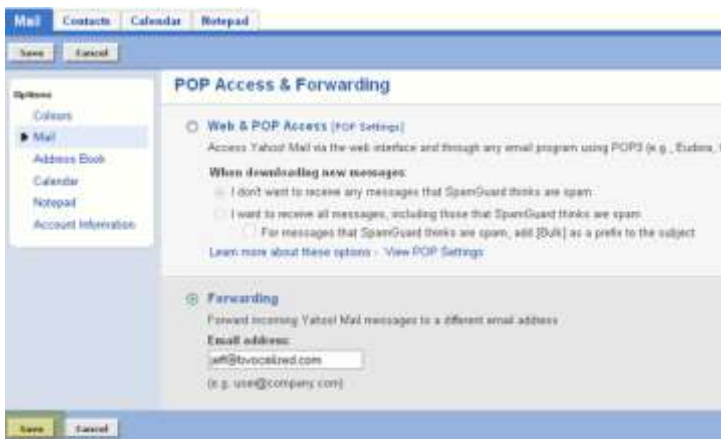 Mail Contacts Calendar Notepad
Save Cancel
Options
Colours
Mail
Address Book
Calendar
Notepad
Account Information
POP Access & Forwarding
Web & POP Access [POP Settings]
Access Yahoo! Mail via the web interface and through any email program using POP3 (e.g., Eudora,
When downloading new messages:
I don't want to receive any messages that SpamGuard thinks are spam
I want to receive all messages, including those that SpamGuard thinks are spam
For messages that SpamGuard thinks are spam, add [Bulk] as a prefix to the subject
Learn more about these options - View POP Settings
Forwarding
Forward incoming Yahoo! Mail messages to a different email address
Email address:
jeff@bvocalized.com
(e.g. user@company.com)
Save Cancel